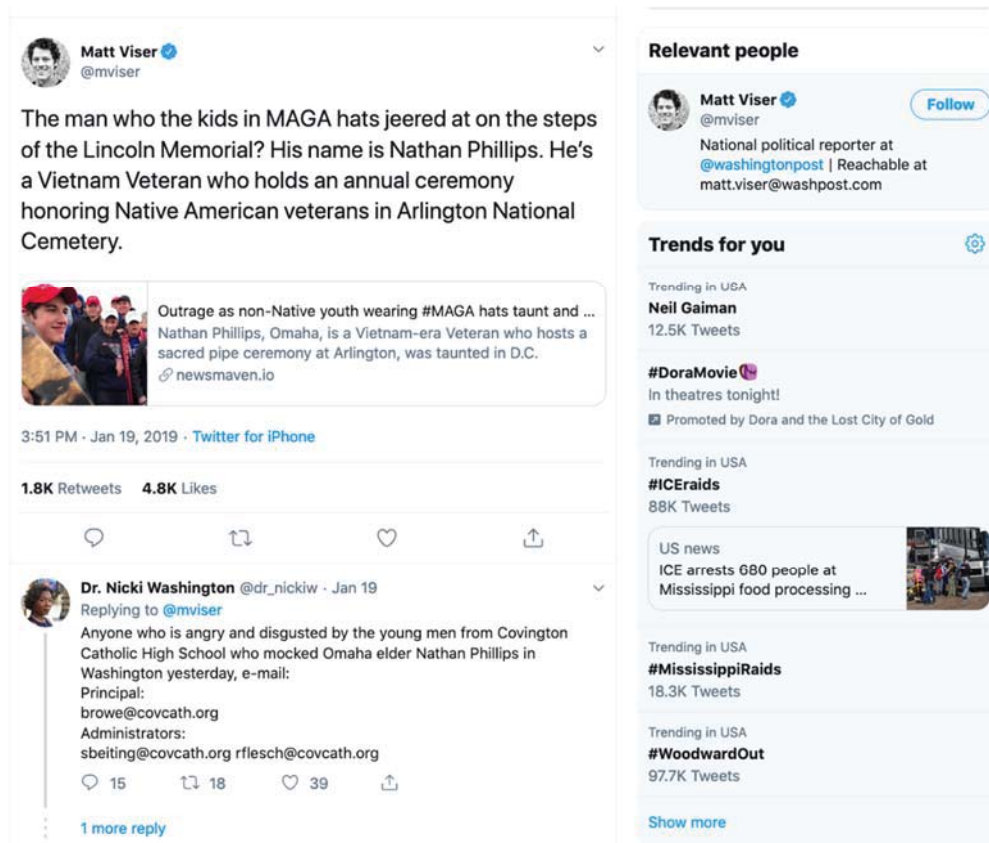 Matt Viser
@mviser
The man who the kids in MAGA hats jeered at on the steps
of the Lincoln Memorial? His name is Nathan Phillips. He’s
a Vietnam Veteran who holds an annual ceremony
honoring Native American veterans in Arlington National
Cemetery.
Outrage as non-Native youth wearing #MAGA hats taunt and ...
Nathan Phillips, Omaha, is a Vietnam-era Veteran who hosts a
sacred pipe ceremony at Arlington, was taunted in D.C.
newsmaven.io
3:51 PM · Jan 19, 2019 · Twitter for iPhone
1.8K Retweets 4.8K Likes
Dr. Nicki Washington @dr_nickiw · Jan 19
Replying to @mviser
Anyone who is angry and disgusted by the young men from Covington
Catholic High School who mocked Omaha elder Nathan Phillips in
Washington yesterday, e-mail:
Principal:
browe@covcath.org
Administrators:
sbeiting@covcath.org rflesch@covcath.org
15 18 39
1 more reply
Relevant people
Matt Viser
@mviser
Follow
National political reporter at
@washingtonpost | Reachable at
matt.viser@washpost.com
Trends for you
Trending in USA
Neil Gaiman
12.5K Tweets
#DoraMovie
In theatres tonight!
Promoted by Dora and the Lost City of Gold
Trending in USA
#ICEraids
88K Tweets
US news
ICE arrests 680 people at
Mississippi food processing ...
Trending in USA
#MississippiRaids
18.3K Tweets
Trending in USA
#WoodwardOut
97.7K Tweets
Show more